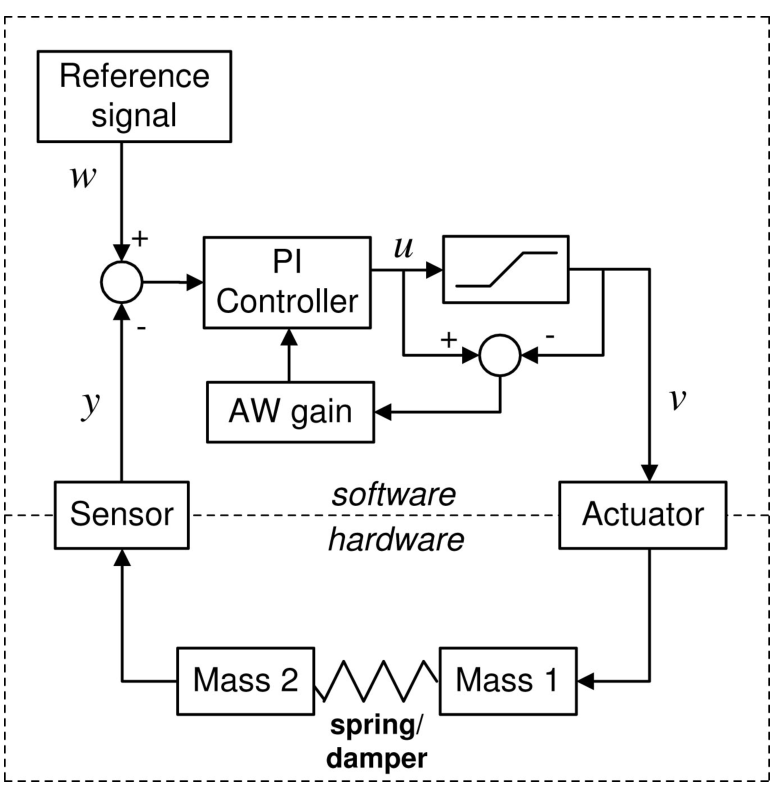 Reference
signal
w
+
-
PI
Controller
u
+
-
AW gain
y
v
software
Sensor
Actuator
hardware
Mass 2
Mass 1
spring/
damper